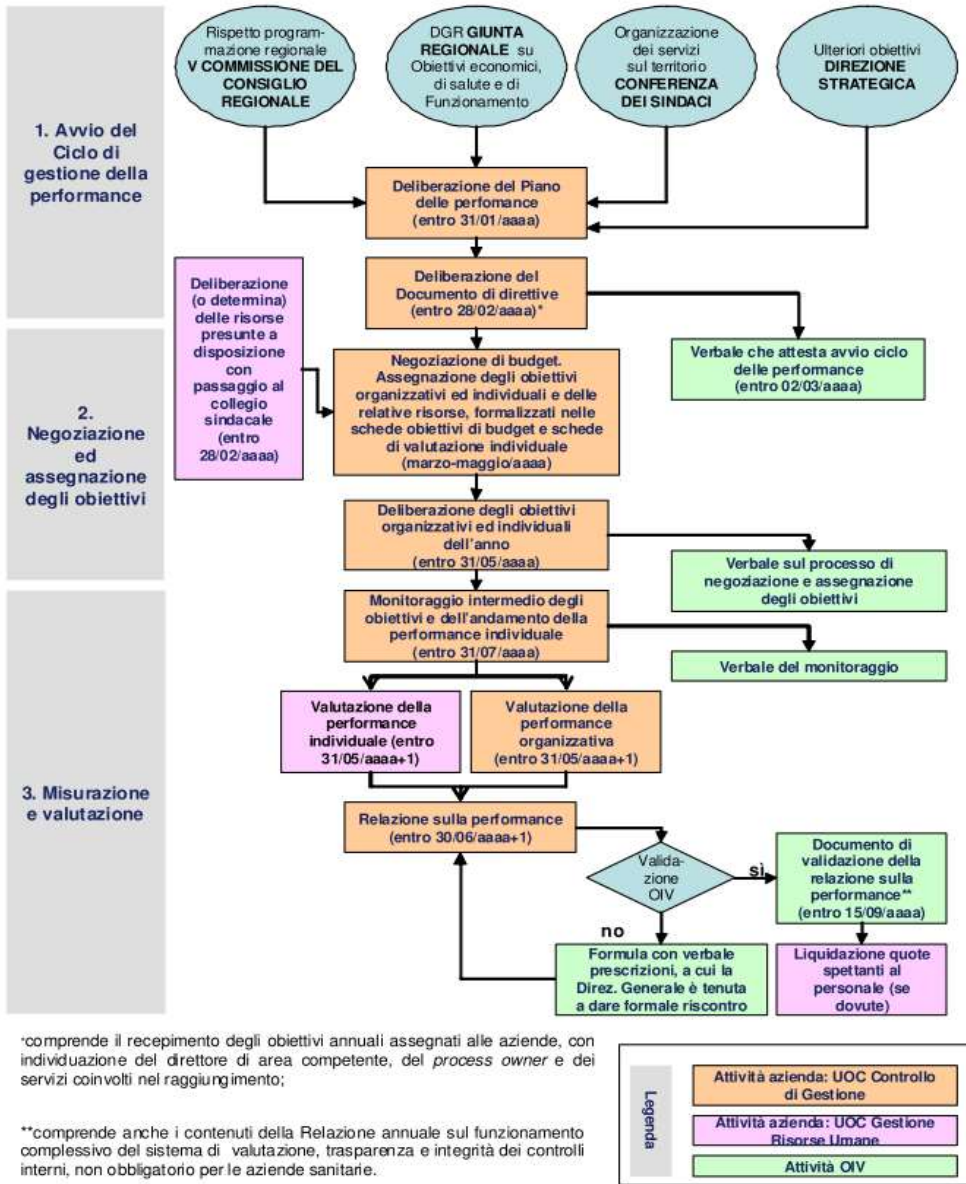 Rispetto program-
mazione regionale
V COMMISSIONE DEL
CONSIGLIO
REGIONALE
DGR GIUNTA
REGIONALE su
Obiettivi economici,
di salute e di
Funzionamento
Organizzazione
dei servizi
sul territorio
CONFERENZA
DEI SINDACI
Ulteriori obiettivi
DIREZIONE
STRATEGICA
1. Avvio del
Ciclo di
gestione della
performance
Deliberazione del Piano
delle perfomance
(entro 31/01/aaaa)
Deliberazione del
Documento di direttive
(entro 28/02/aaaa)*
Deliberazione
(o determina)
delle risorse
presunte a
disposizione
con
passaggio al
collegio
sindacale
(entro
28/02/aaaa)
Verbale che attesta avvio ciclo
delle performance
(entro 02/03/aaaa)
2.
Negoziazione
ed
assegnazione
degli obiettivi
Negoziazione di budget.
Assegnazione degli obiettivi
organizzativi ed individuali e delle
relative risorse, formalizzati nelle
schede obiettivi di budget e schede
di valutazione individuale
(marzo-maggio/aaaa)
Deliberazione degli obiettivi
organizzativi ed individuali
dell'anno
(entro 31/05/aaaa)
Verbale sul processo di
negoziazione e assegnazione
degli obiettivi
Monitoraggio intermedio degli
obiettivi e dell'andamento della
performance individuale
(entro 31/07/aaaa)
Verbale del monitoraggio
3. Misurazione
e valutazione
Valutazione della
performance
individuale (entro
31/05/aaaa+1)
Valutazione della
performance
organizzativa
(entro 31/05/aaaa+1)
Relazione sulla performance
(entro 30/06/aaaa+1)
Valida-
zione
OIV
sì
Documento di
validazione della
relazione sulla
performance**
(entro 15/09/aaaa)
no
Formula con verbale
prescrizioni, a cui la
Direz. Generale è tenuta
a dare formale riscontro
Liquidazione quote
spettanti al
personale (se
dovute)
*comprende il recepimento degli obiettivi annuali assegnati alle aziende, con
individuazione del direttore di area competente, del process owner e dei
servizi coinvolti nel raggiungimento;
**comprende anche i contenuti della Relazione annuale sul funzionamento
complessivo del sistema di valutazione, trasparenza e integrità dei controlli
interni, non obbligatorio per le aziende sanitarie.
Legenda
Attività azienda: UOC Controllo
di Gestione
Attività azienda: UOC Gestione
Risorse Umane
Attività OIV